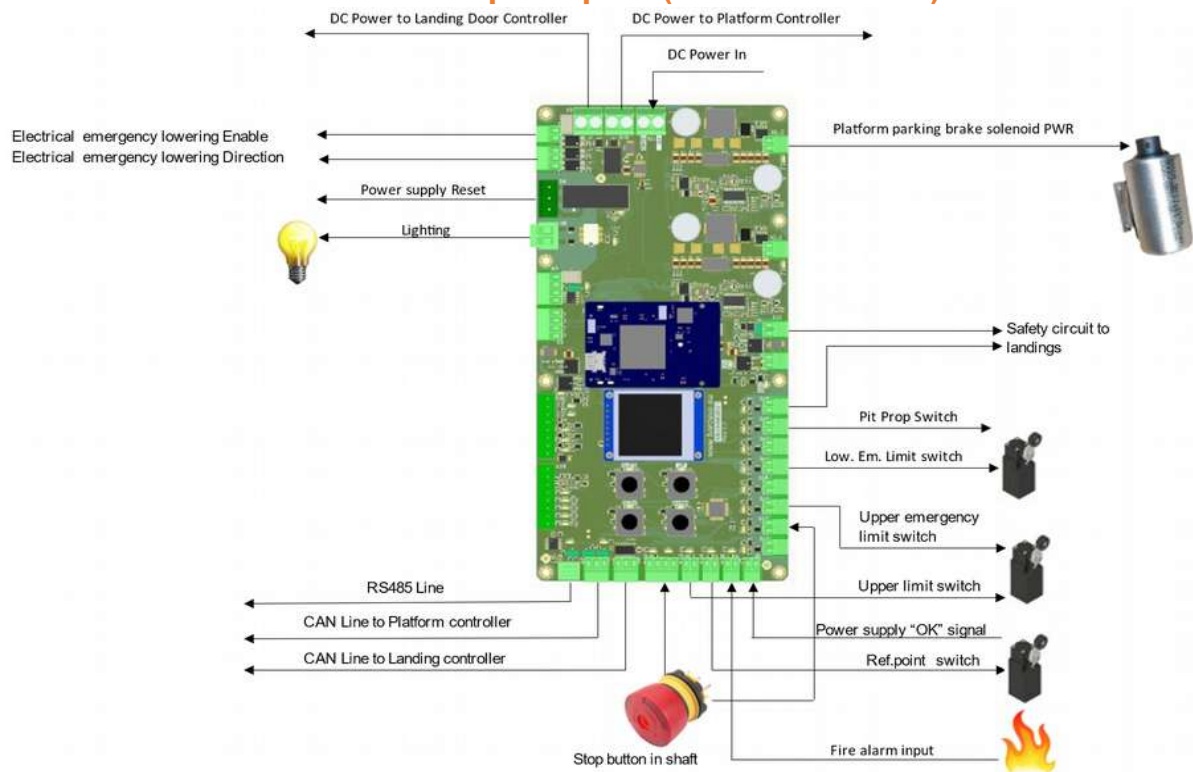 DC Power to Landing Door Controller
DC Power to Platform Controller
DC Power In
Electrical emergency lowering Enable
Electrical emergency lowering Direction
Platform parking brake solenoid PWR
Power supply Reset
Lighting
Safety circuit to
landings
Pit Prop Switch
Low. Em. Limit switch
Upper emergency
limit switch
RS485 Line
Upper limit switch
CAN Line to Platform controller
Power supply “OK” signal
CAN Line to Landing controller
Ref.point switch
Fire alarm input
Stop button in shaft